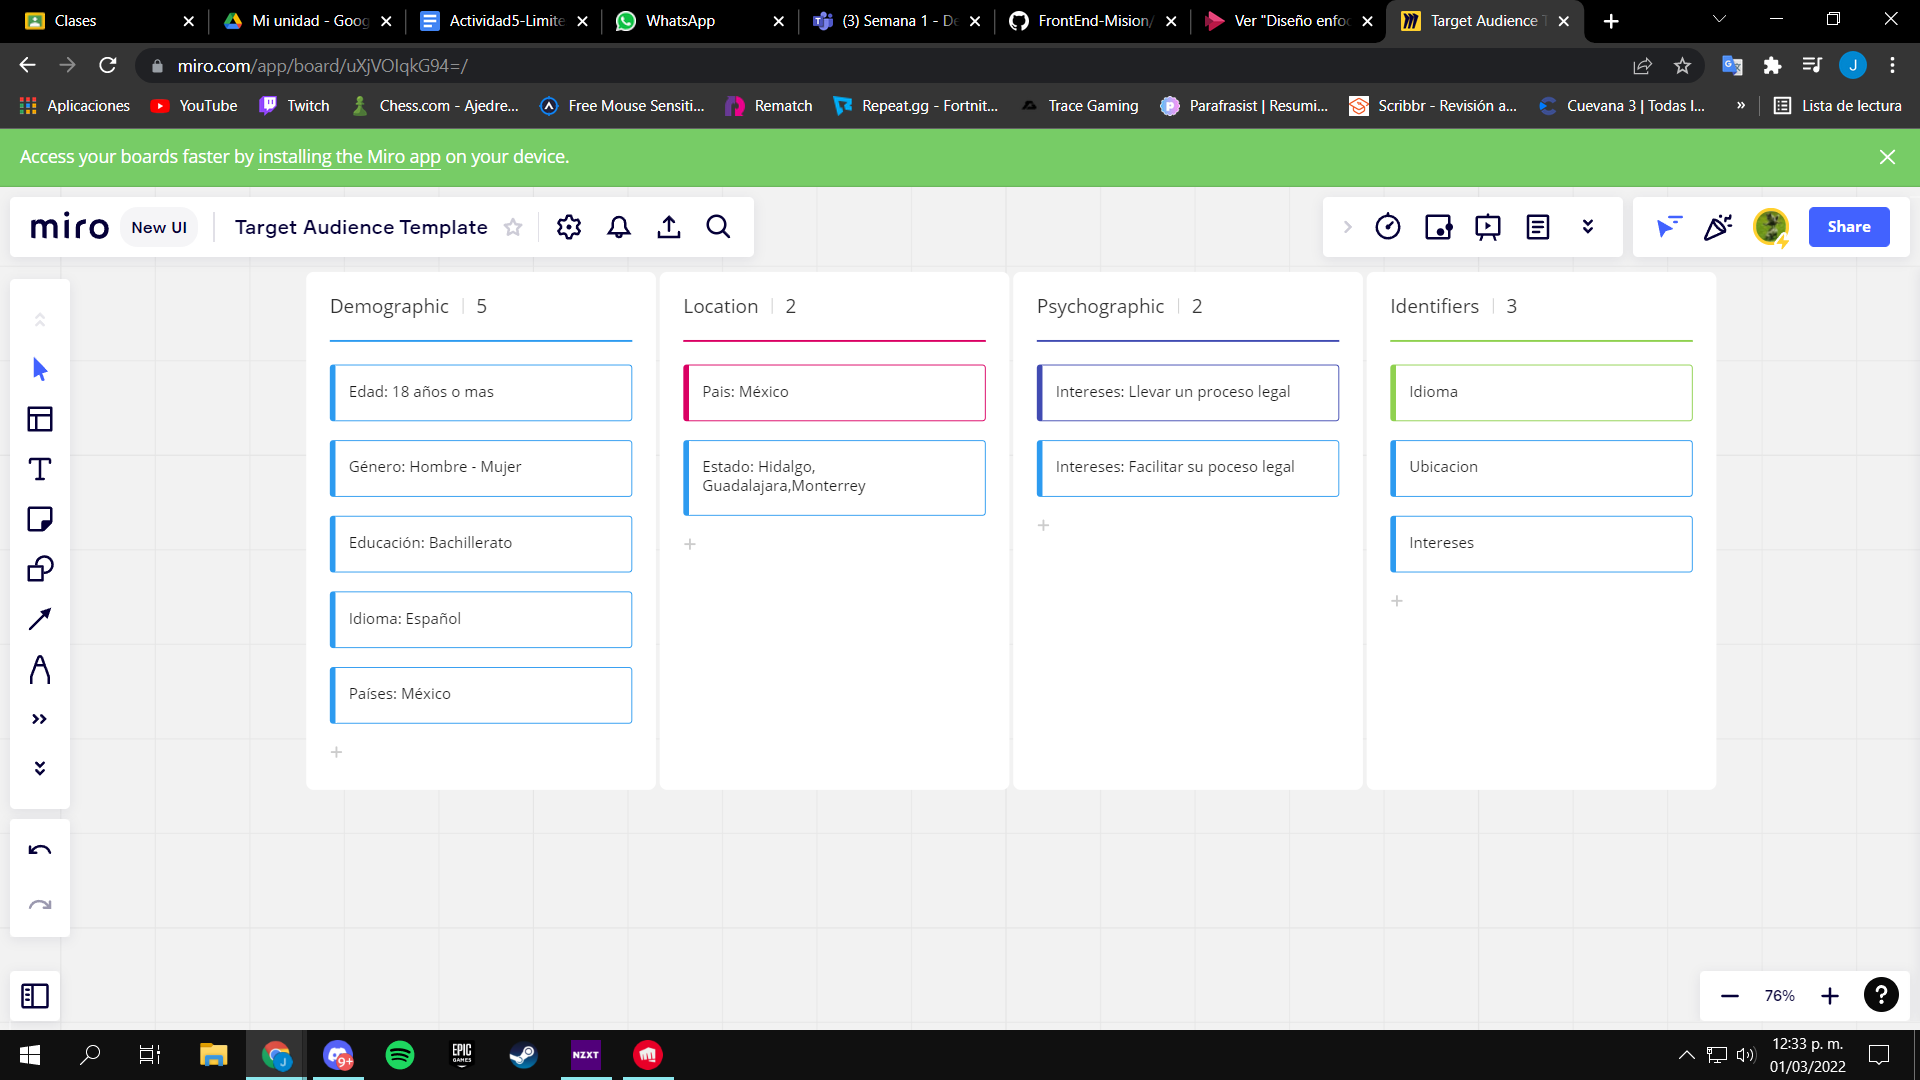 Clases
Mi unidad - Goog
Actividad5-Limite
WhatsApp
(3) Semana 1 - De
FrontEnd-Mision/
Ver "Diseño enfo
Target Audience T
miro.com/app/board/uXjVOIqkG94=/
J
Aplicaciones
YouTube
Twitch
Chess.com - Ajedre...
Free Mouse Sensiti...
Rematch
Repeat.gg - Fortnit...
Trace Gaming
Parafrasist | Resumi...
Scribbr - Revisión a...
Cuevana 3 | Todas l...
»
Lista de lectura
Access your boards faster by installing the Miro app on your device.
miro
New UI
Target Audience Template
Share
Demographic | 5
Edad: 18 años o mas
Género: Hombre - Mujer
Educación: Bachillerato
Idioma: Español
Países: México
+
Location | 2
Pais: México
Estado: Hidalgo,
Guadalajara,Monterrey
+
Psychographic | 2
Intereses: Llevar un proceso legal
Intereses: Facilitar su poceso legal
+
Identifiers | 3
Idioma
Ubicacion
Intereses
+
76%
?
J
9+
EPIC
GAMES
NZXT
12:33 p. m.
01/03/2022